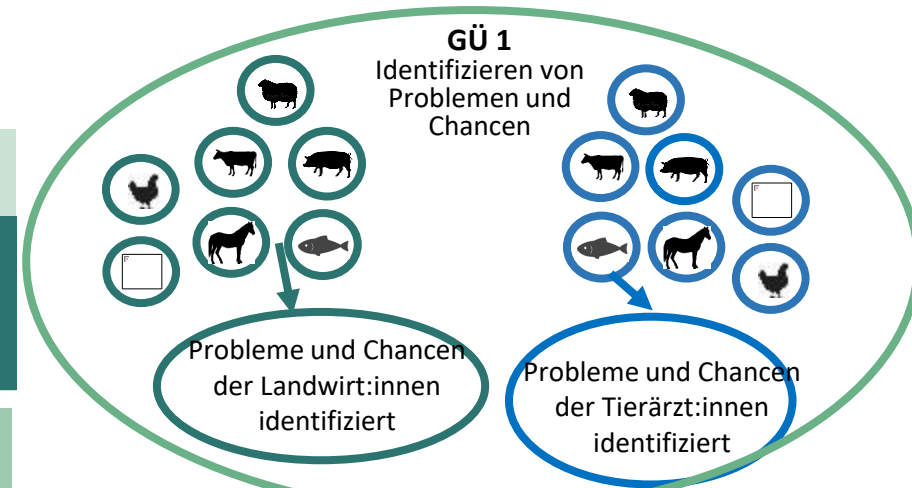 GÜ 1
Identifizieren von
Problemen und
Chancen
Probleme und Chancen
der Landwirt:innen
identifiziert
Probleme und Chancen
der Tierärzt:innen
identifiziert